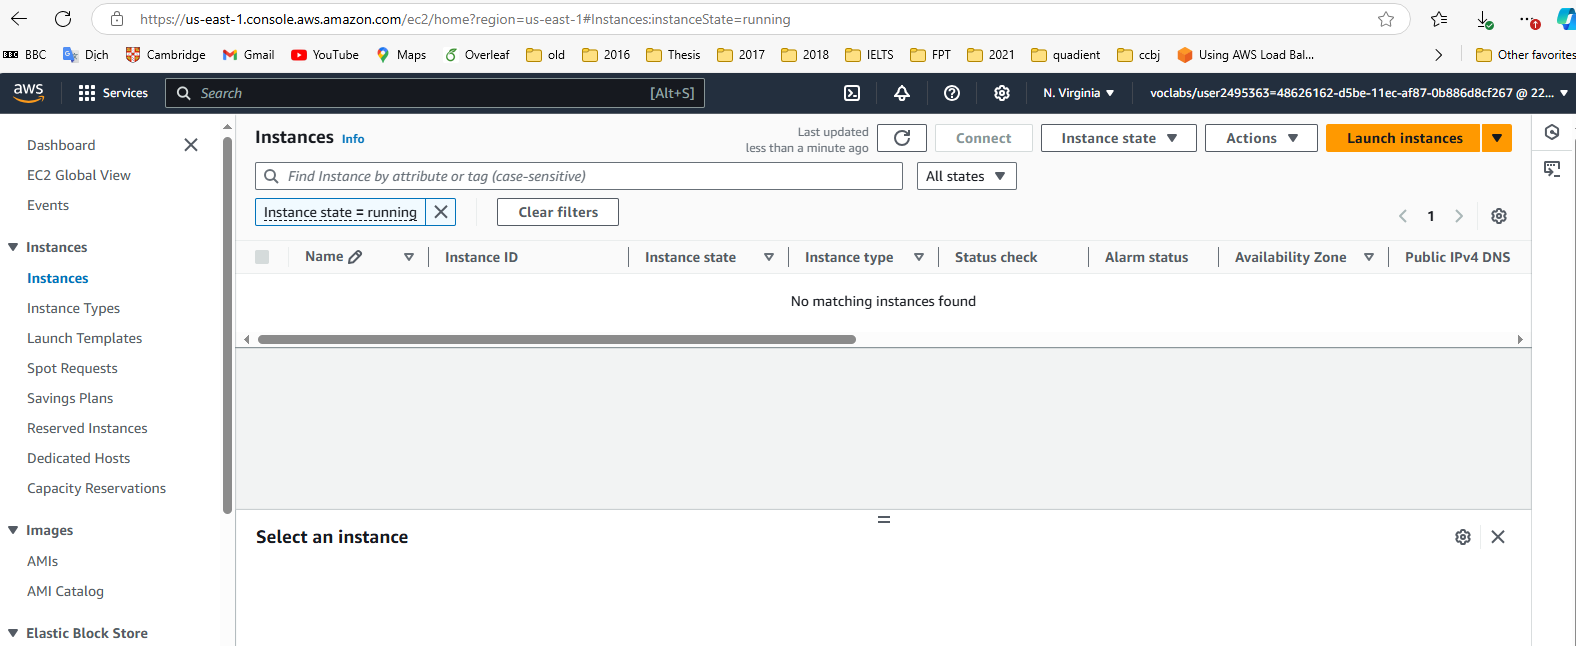 https://us-east-1.console.aws.amazon.com/ec2/home?region=us-east-1#Instances:instanceState=running
BBC Dịch Cambridge Gmail YouTube Maps Overleaf old 2016 Thesis 2017 2018 IELTS FPT 2021 quadient ccbj Using AWS Load Bal... Other favorites
aws Services Search [Alt+S] N. Virginia voclabs/user2495363=48626162-d5be-11ec-af87-0b886d8cf267 @ 22...
Dashboard
EC2 Global View
Events
Instances
Instances
Instance Types
Launch Templates
Spot Requests
Savings Plans
Reserved Instances
Dedicated Hosts
Capacity Reservations
Images
AMIs
AMI Catalog
Elastic Block Store
Instances Info
Last updated
less than a minute ago
Connect Instance state Actions Launch instances
Find Instance by attribute or tag (case-sensitive) All states
Instance state = running Clear filters
1
Name Instance ID Instance state Instance type Status check Alarm status Availability Zone Public IPv4 DNS
No matching instances found
Select an instance